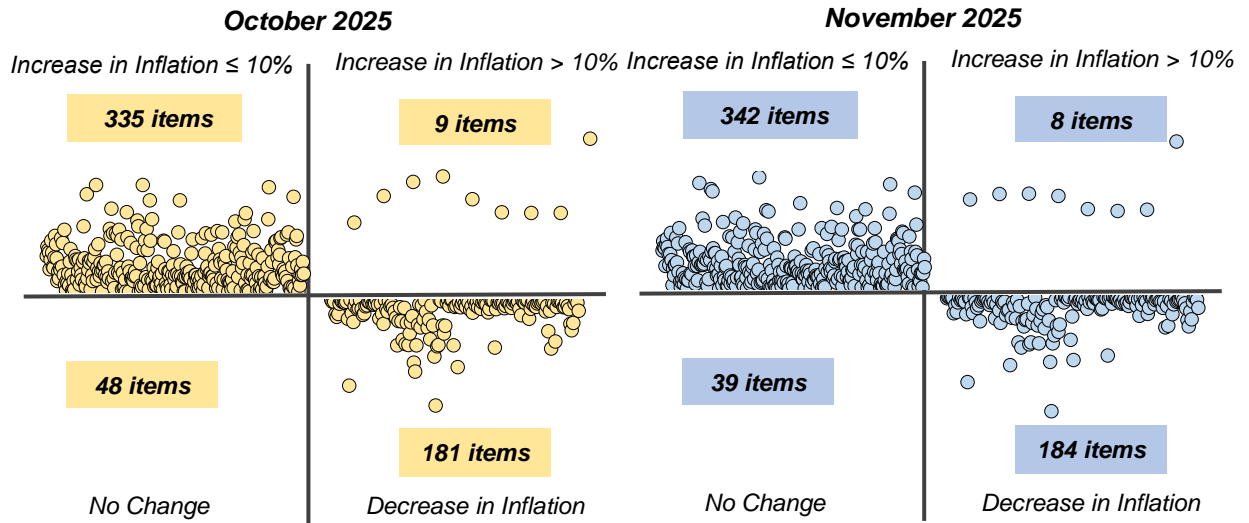 October 2025
Increase in Inflation ≤ 10%
Increase in Inflation > 10%
335 items
9 items
48 items
181 items
No Change
Decrease in Inflation
November 2025
Increase in Inflation ≤ 10%
Increase in Inflation > 10%
342 items
8 items
39 items
184 items
No Change
Decrease in Inflation